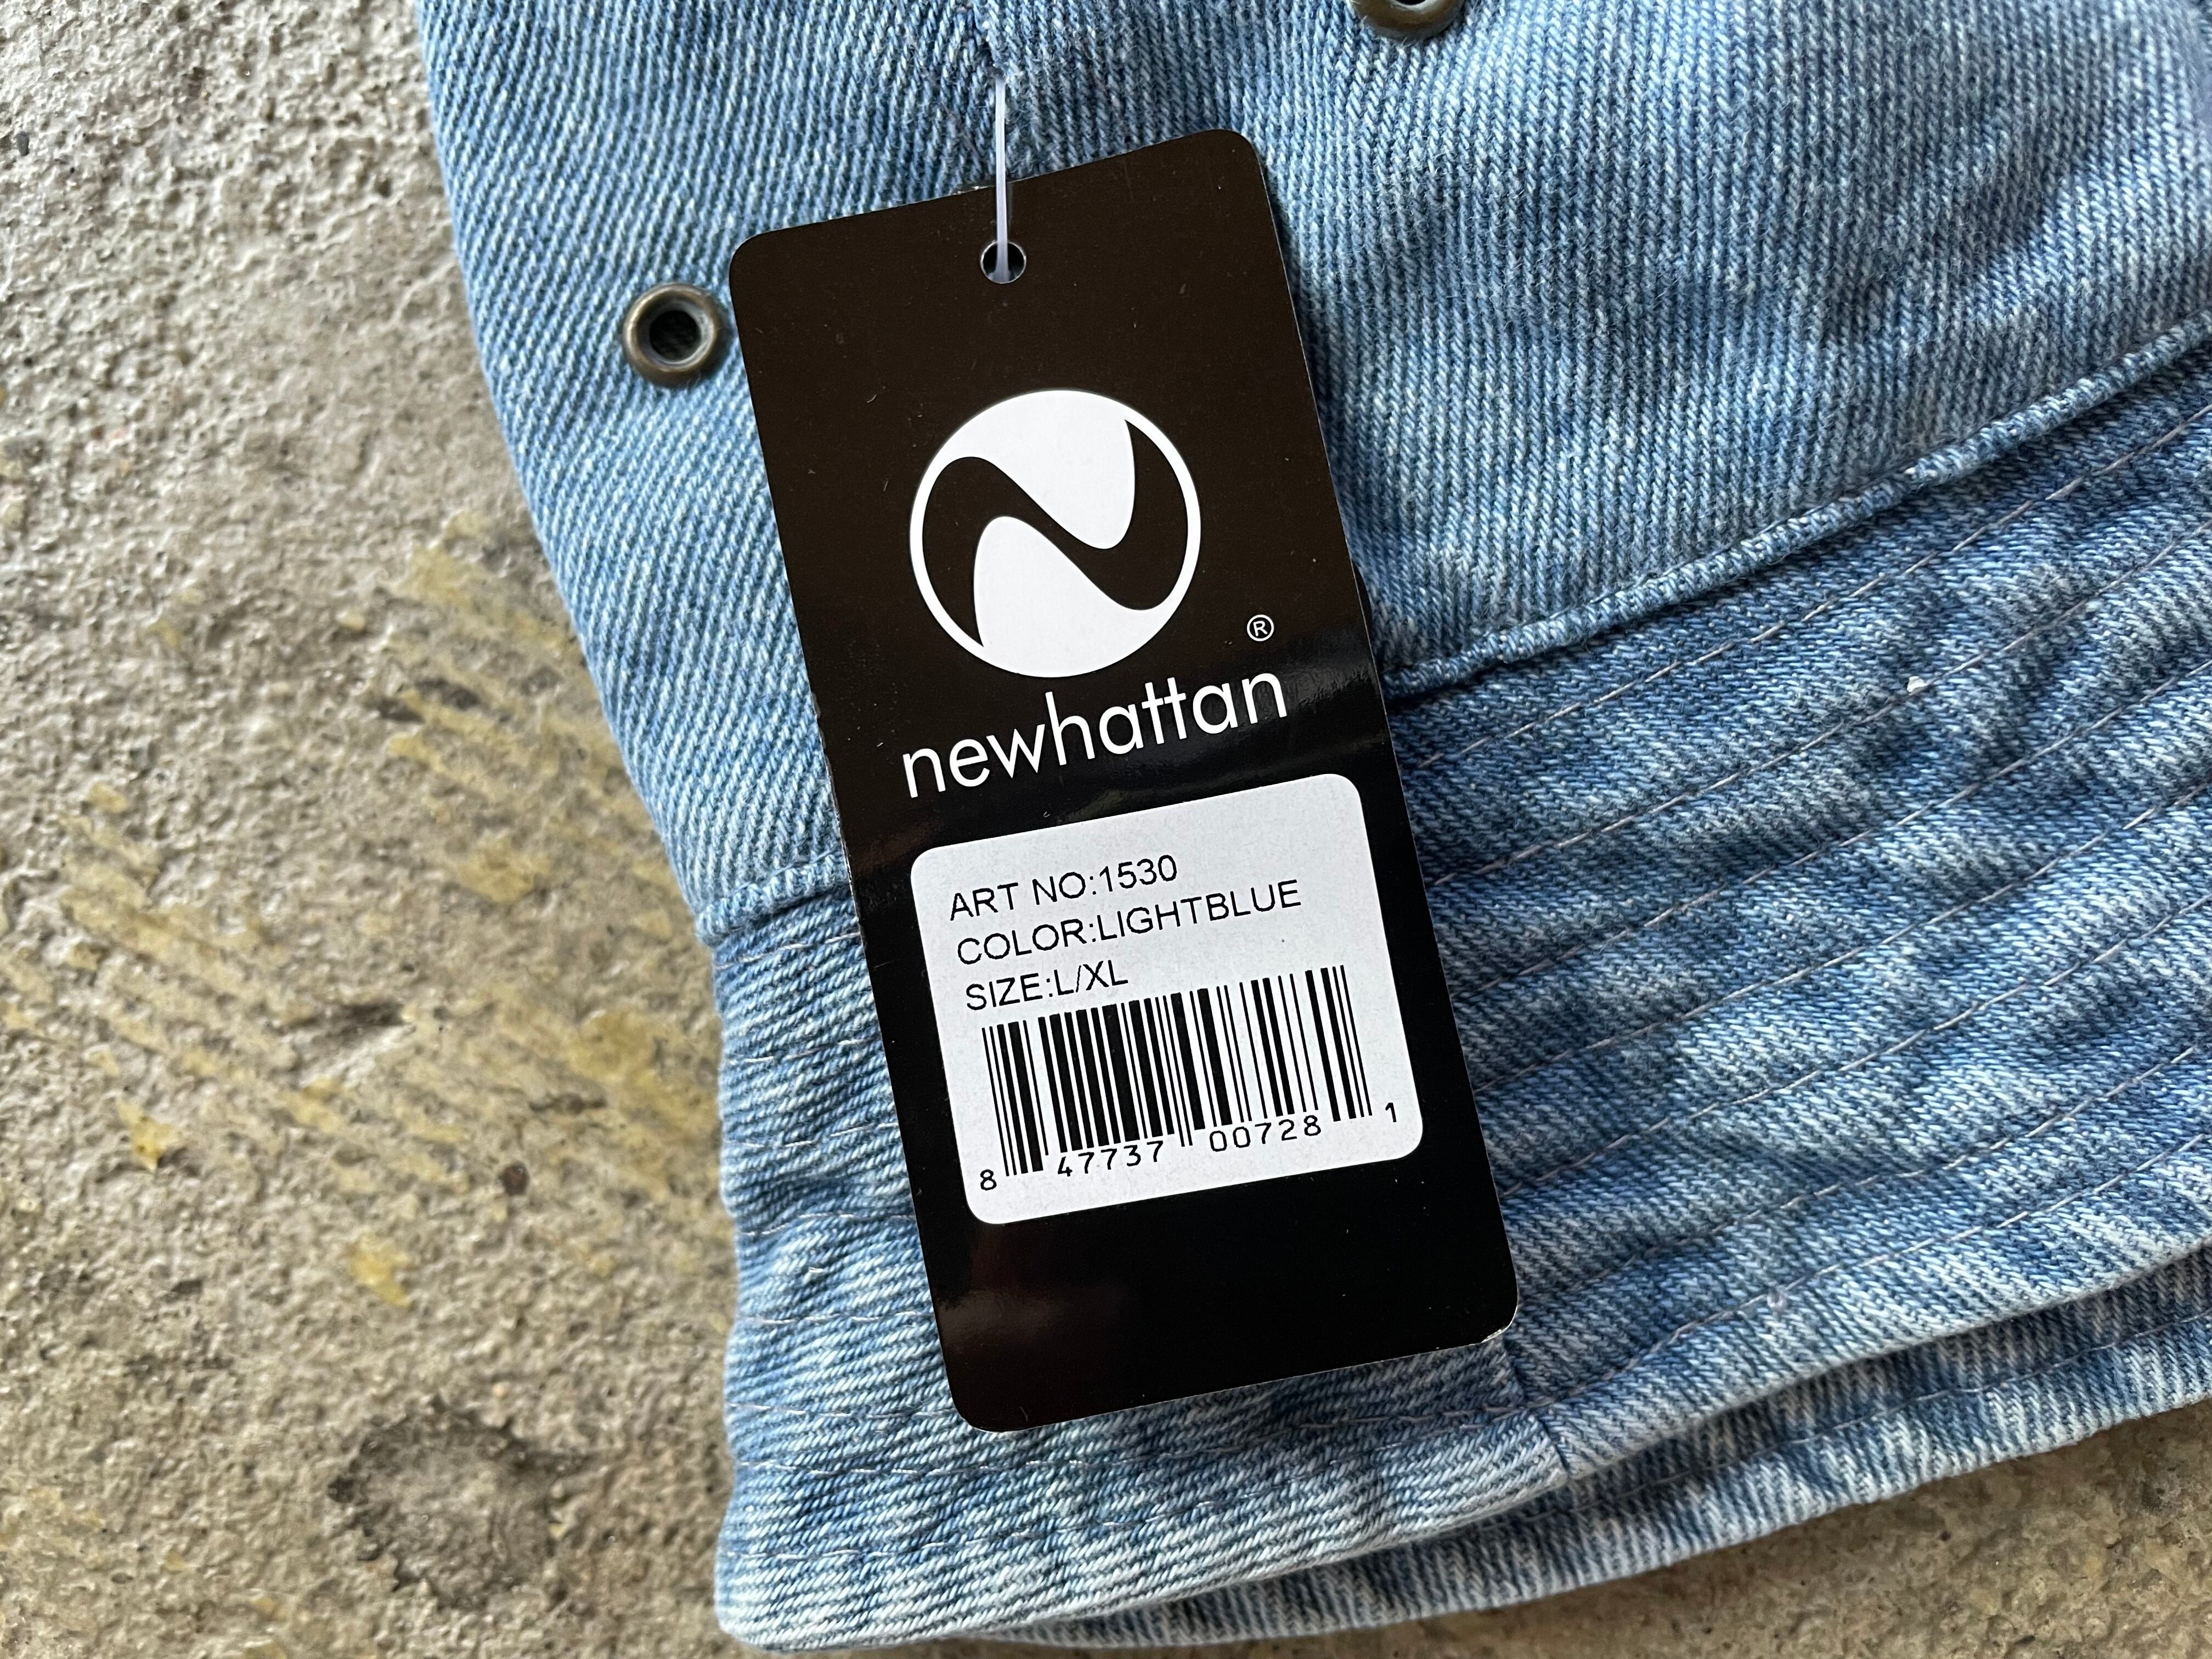 ®
newhattan
ART NO:1530
COLOR:LIGHTBLUE
SIZE:L/XL
8 47737 00728 1